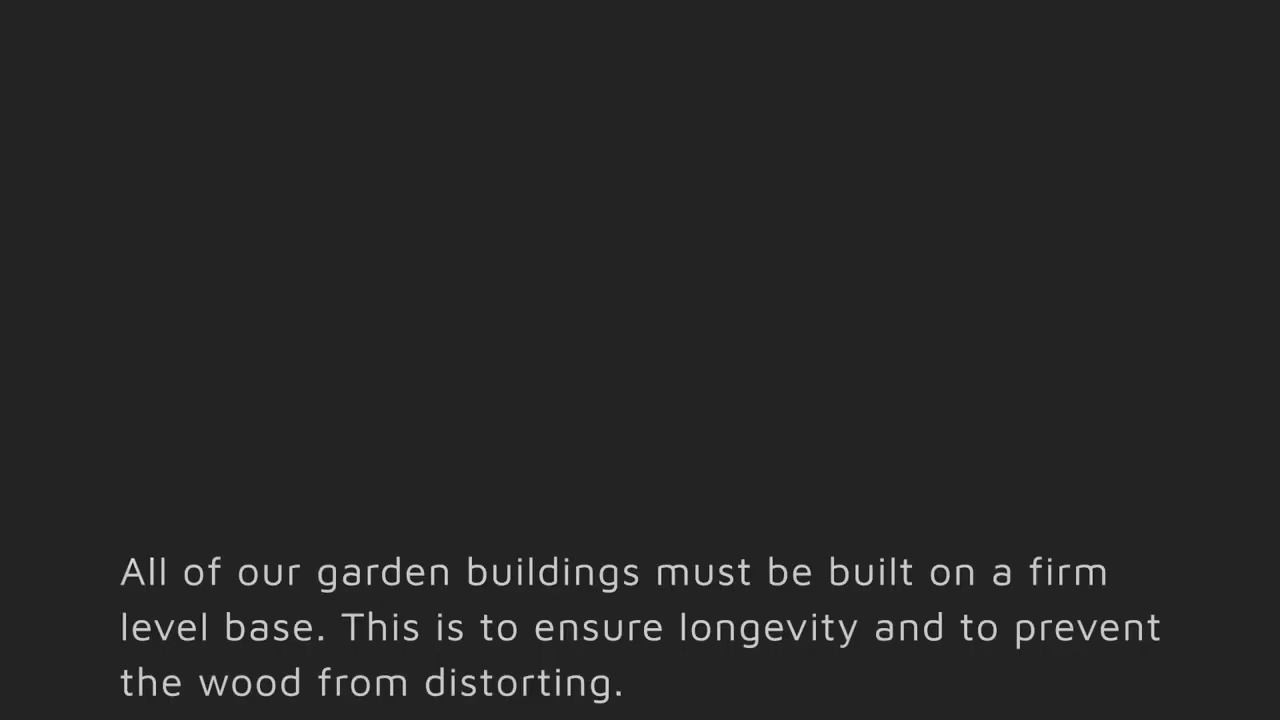 All of our garden buildings must be built on a firm
level base. This is to ensure longevity and to prevent
the wood from distorting.